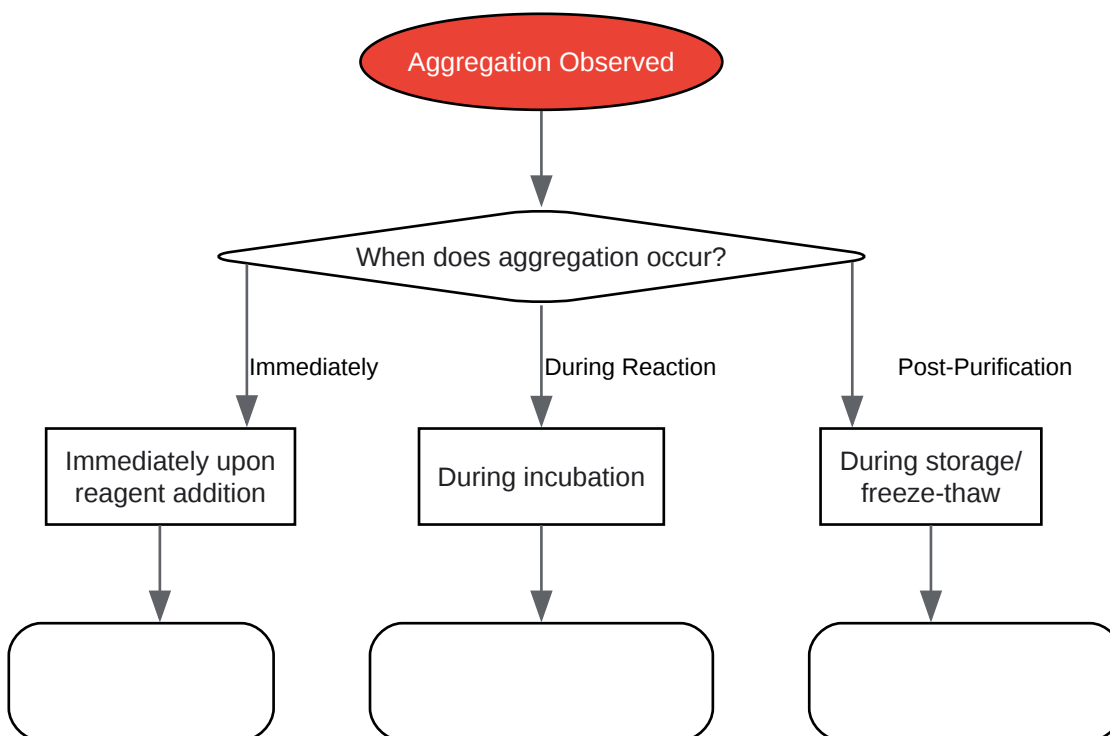 Aggregation Observed
When does aggregation occur?
Immediately
During Reaction
Post-Purification
Immediately upon
reagent addition
During incubation
During storage/
freeze-thaw